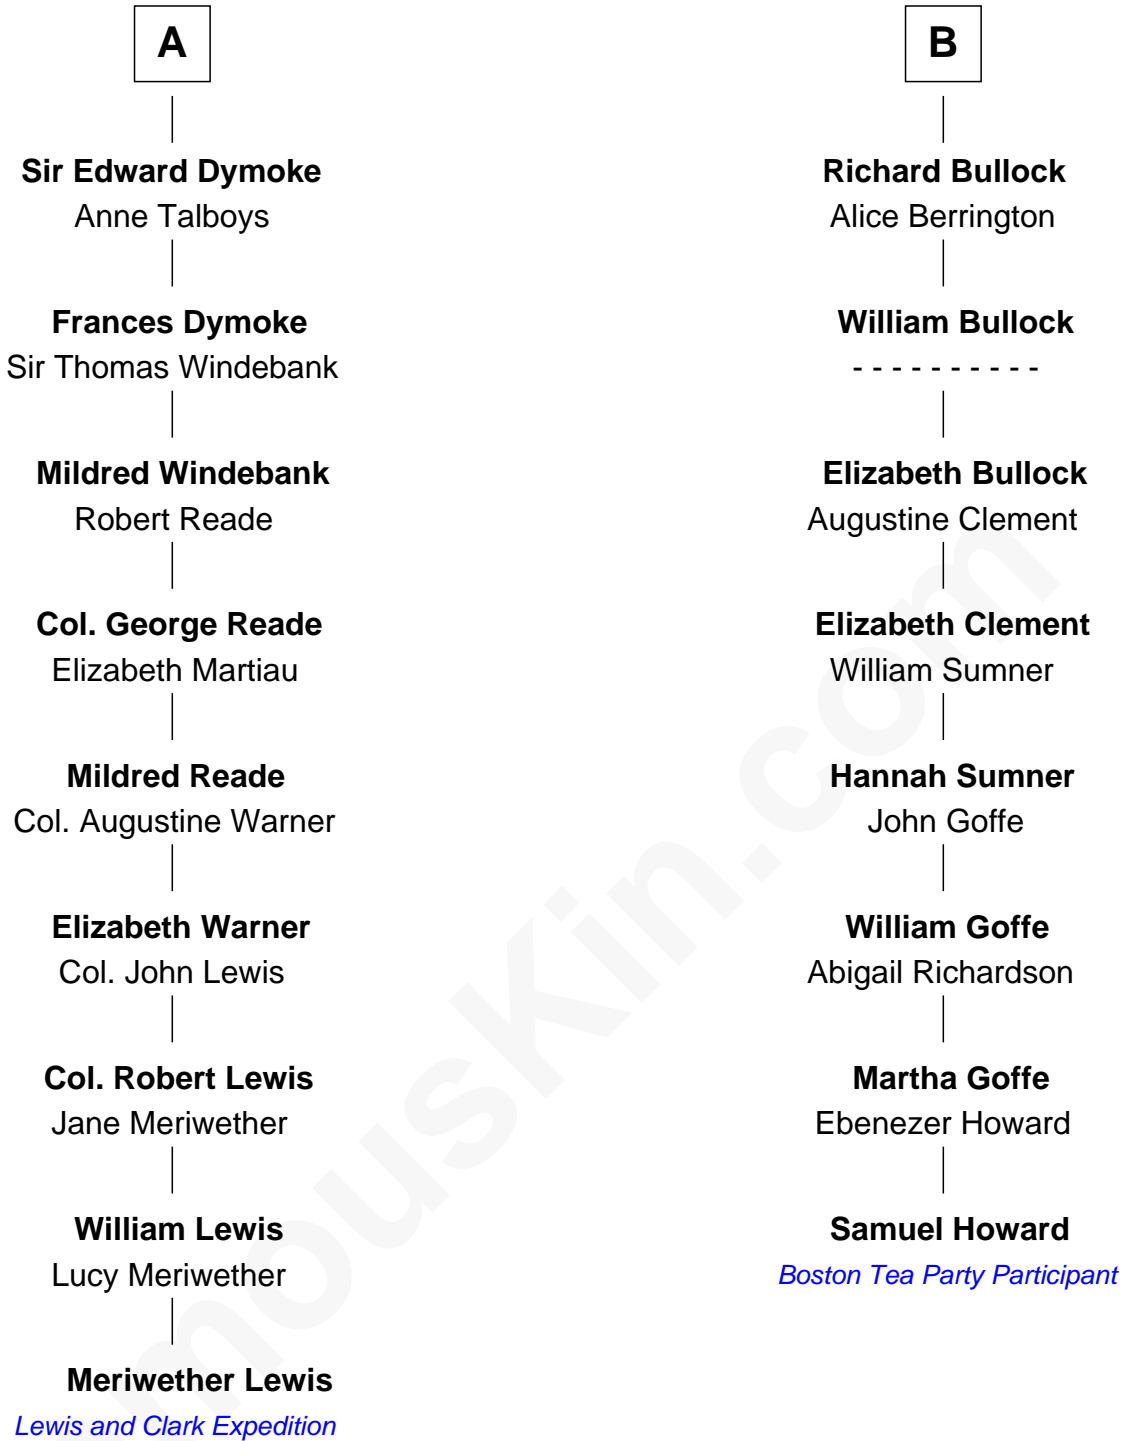 A
Sir Edward Dymoke
Anne Talboys
Frances Dymoke
Sir Thomas Windebank
Mildred Windebank
Robert Reade
Col. George Reade
Elizabeth Martiau
Mildred Reade
Col. Augustine Warner
Elizabeth Warner
Col. John Lewis
Col. Robert Lewis
Jane Meriwether
William Lewis
Lucy Meriwether
Meriwether Lewis
Lewis and Clark Expedition
B
Richard Bullock
Alice Berrington
William Bullock
- - - - - - - - - -
Elizabeth Bullock
Augustine Clement
Elizabeth Clement
William Sumner
Hannah Sumner
John Goffe
William Goffe
Abigail Richardson
Martha Goffe
Ebenezer Howard
Samuel Howard
Boston Tea Party Participant
mouskin.com